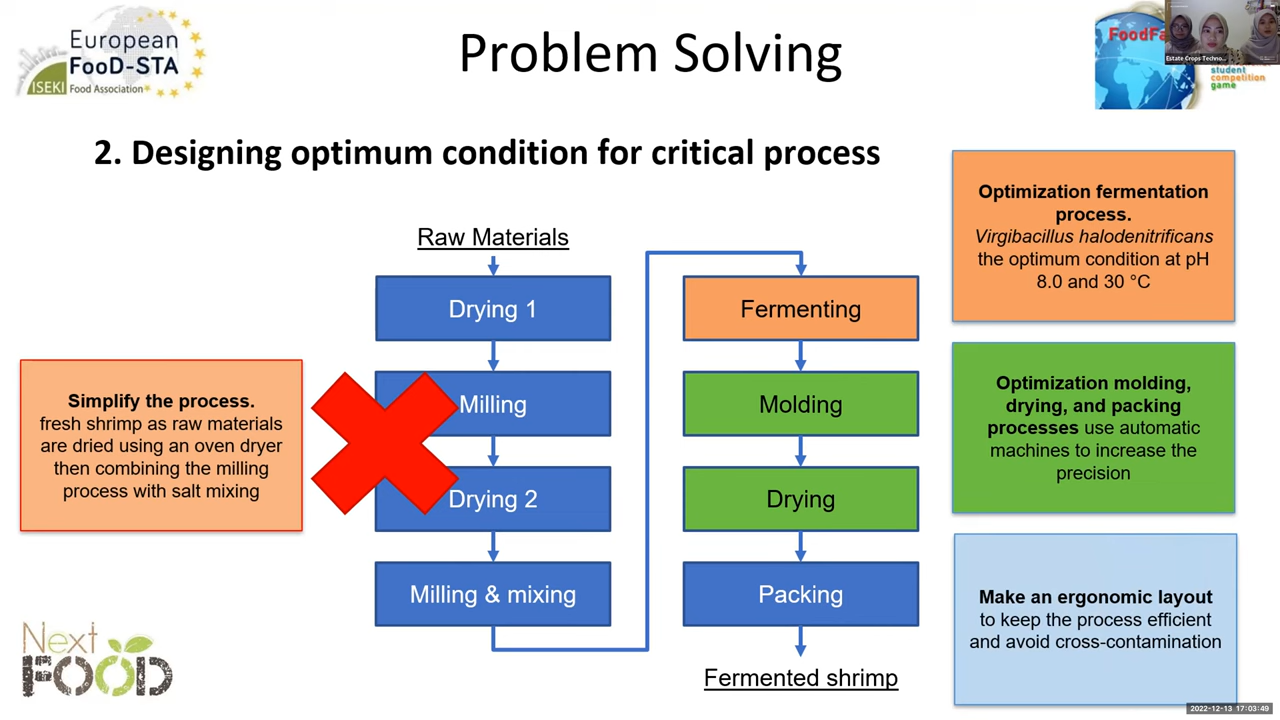 European
FooD-STA
ISEKI Food Association
Problem Solving
FoodFa
student
competition
game
Estate Crops Techno...
2. Designing optimum condition for critical process
Raw Materials
Drying 1
Milling
Drying 2
Milling & mixing
Fermenting
Molding
Drying
Packing
Fermented shrimp
Simplify the process.
fresh shrimp as raw materials
are dried using an oven dryer
then combining the milling
process with salt mixing
Optimization fermentation
process.
Virgibacillus halodenitrificans
the optimum condition at pH
8.0 and 30 °C
Optimization molding,
drying, and packing
processes use automatic
machines to increase the
precision
Make an ergonomic layout
to keep the process efficient
and avoid cross-contamination
Next
FOOD
2022-12-13 17:03:49